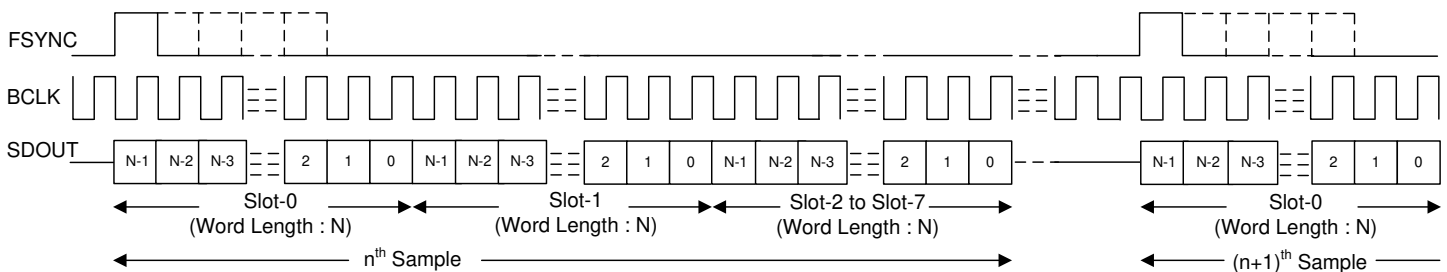 FSYNC
BCLK
SDOUT N-1 N-2 N-3 2 1 0 N-1 N-2 N-3 2 1 0 N-1 N-2 N-3 2 1 0 N-1 N-2 N-3 2 1 0
Slot-0 Slot-1 Slot-2 to Slot-7 Slot-0
(Word Length : N) (Word Length : N) (Word Length : N) (Word Length : N)
nth Sample (n+1)th Sample